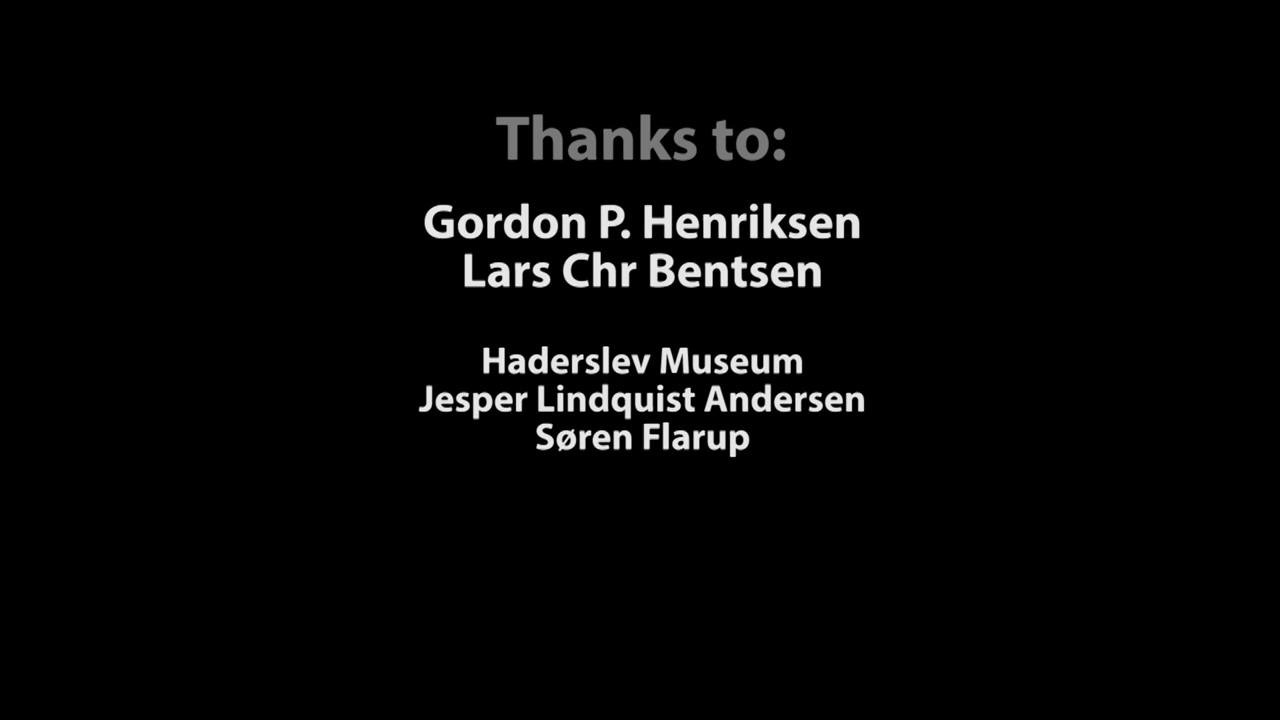 Thanks to:
Gordon P. Henriksen
Lars Chr Bentsen
Haderslev Museum
Jesper Lindquist Andersen
Søren Flarup